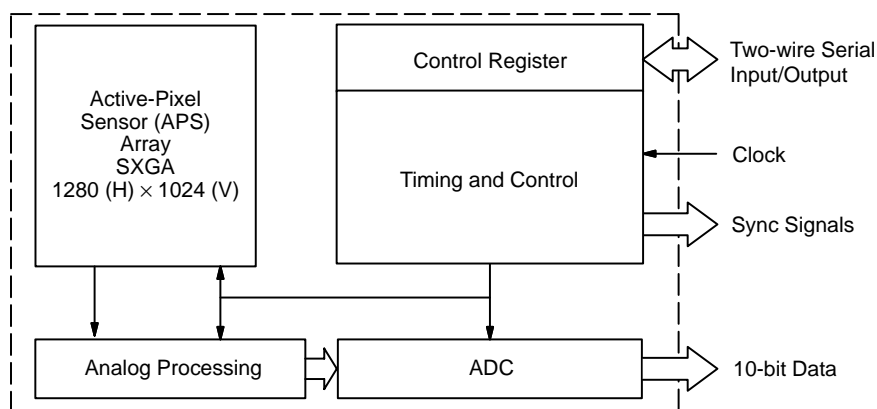 Active-Pixel
Sensor (APS)
Array
SXGA
1280 (H) × 1024 (V)
Control Register
Timing and Control
Two-wire Serial
Input/Output
Clock
Sync Signals
Analog Processing
ADC
10-bit Data